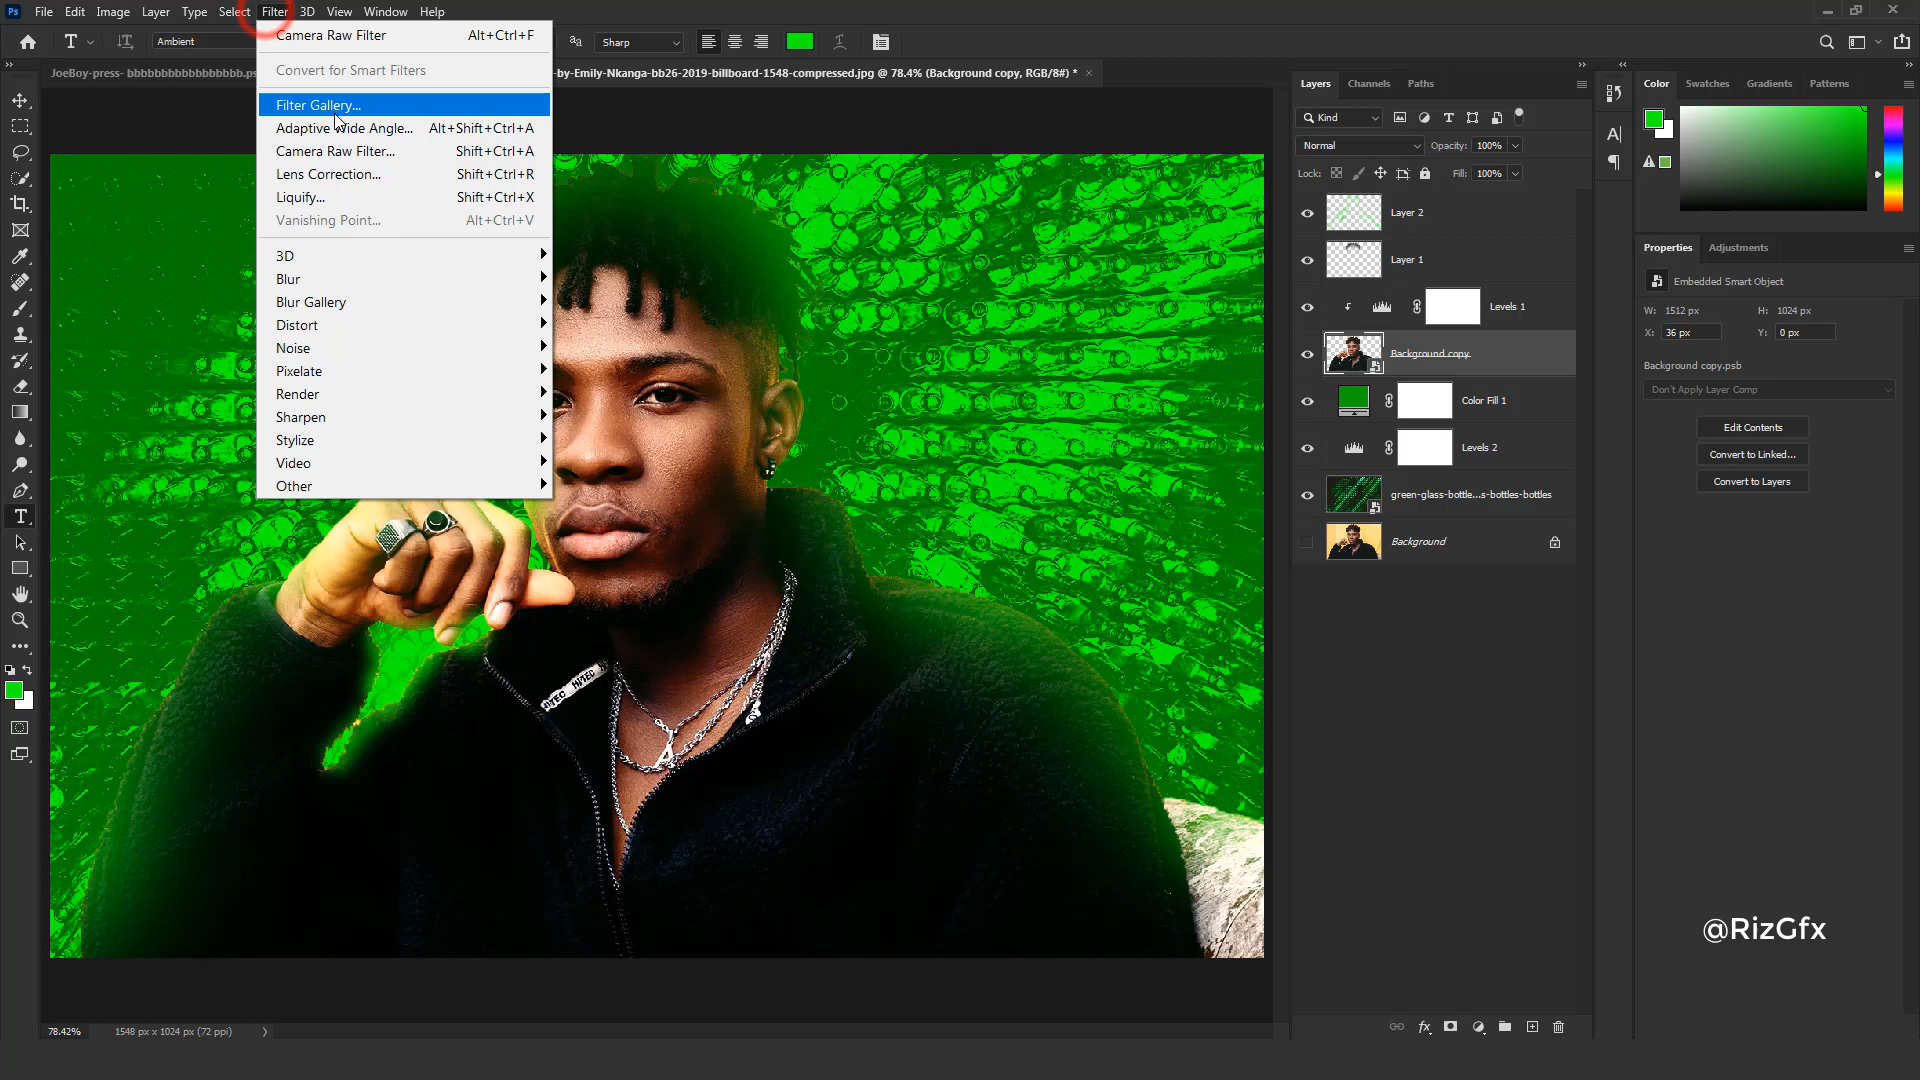 Ps File Edit Image Layer Type Select Filter 3D View Window Help
Camera Raw Filter Alt+Ctrl+F
Ambient
aa Sharp
Convert for Smart Filters
JoeBoy-press- bbbbbbbbbbbbbbbbb.ps
-by-Emily-Nkanga-bb26-2019-billboard-1548-compressed.jpg @ 78.4% (Background copy, RGB/8#) * ×
Filter Gallery...
Adaptive Wide Angle... Alt+Shift+Ctrl+A
Camera Raw Filter... Shift+Ctrl+A
Lens Correction... Shift+Ctrl+R
Liquify... Shift+Ctrl+X
Vanishing Point... Alt+Ctrl+V
3D
Blur
Blur Gallery
Distort
Noise
Pixelate
Render
Sharpen
Stylize
Video
Other
Layers Channels Paths
Kind
Normal Opacity: 100%
Lock: Fill: 100%
Layer 2
Layer 1
Levels 1
Background copy
Color Fill 1
Levels 2
green-glass-bottle...s-bottles-bottles
Background
fx
Color Swatches Gradients Patterns
Properties Adjustments
Embedded Smart Object
W: 1512 px H: 1024 px
X: 36 px Y: 0 px
Background copy.psb
Don't Apply Layer Comp
Edit Contents
Convert to Linked...
Convert to Layers
@RizGfx
78.42% 1548 px x 1024 px (72 ppi)